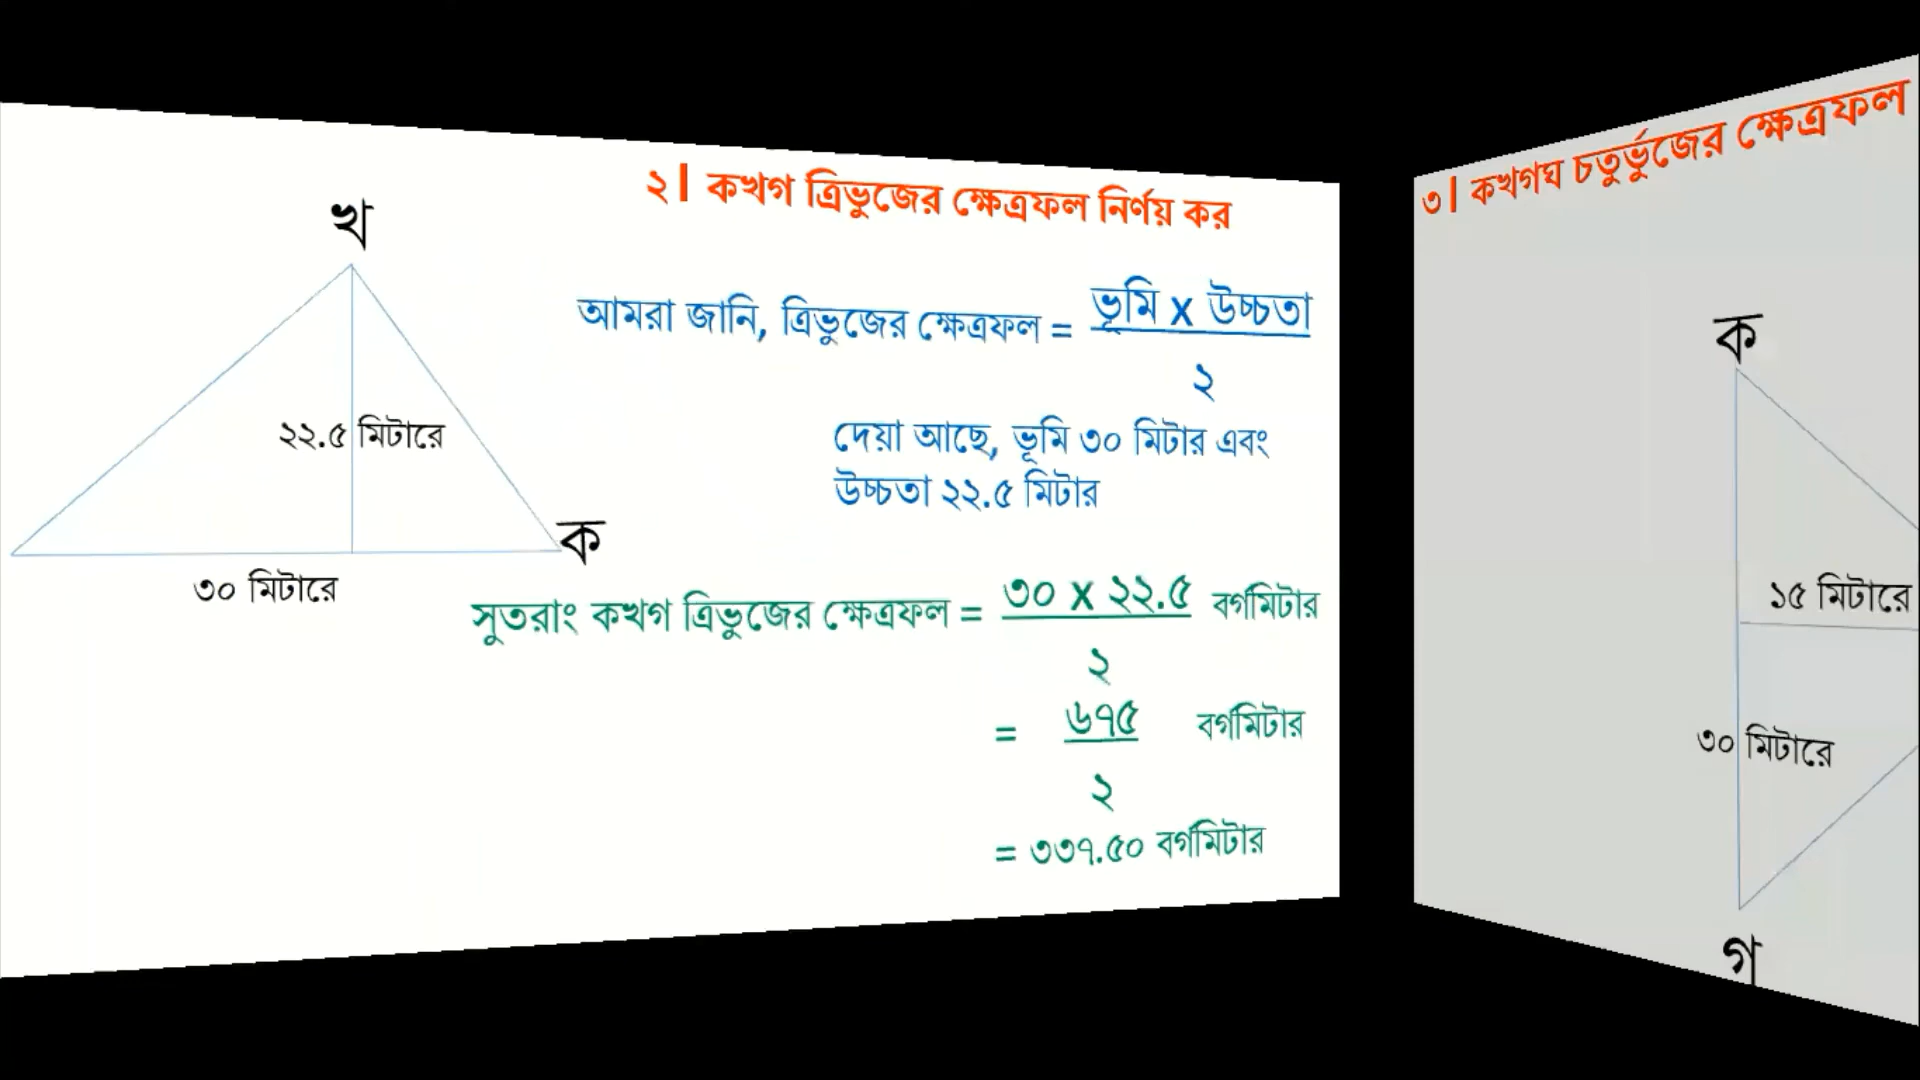 ২। কখগ ত্রিভুজের ক্ষেত্রফল নির্ণয় কর
খ
আমরা জানি, ত্রিভুজের ক্ষেত্রফল = ভূমি x উচ্চতা
২
২২.৫ মিটারে
দেয়া আছে, ভূমি ৩০ মিটার এবং
উচ্চতা ২২.৫ মিটার
ক
৩০ মিটারে
সুতরাং কখগ ত্রিভুজের ক্ষেত্রফল = ৩০ x ২২.৫ বর্গমিটার
২
= ৬৭৫ বর্গমিটার
২
= ৩৩৭.৫০ বর্গমিটার
৩। কখগঘ চতুর্ভুজের ক্ষেত্রফল
ক
১৫ মিটারে
৩০ মিটারে
গ